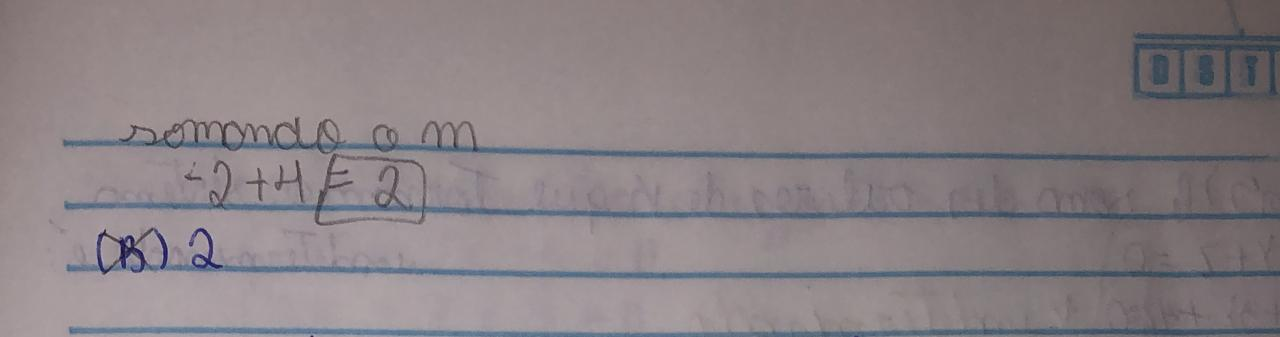 D S T
somando o m
-2+4 = 2
(B) 2